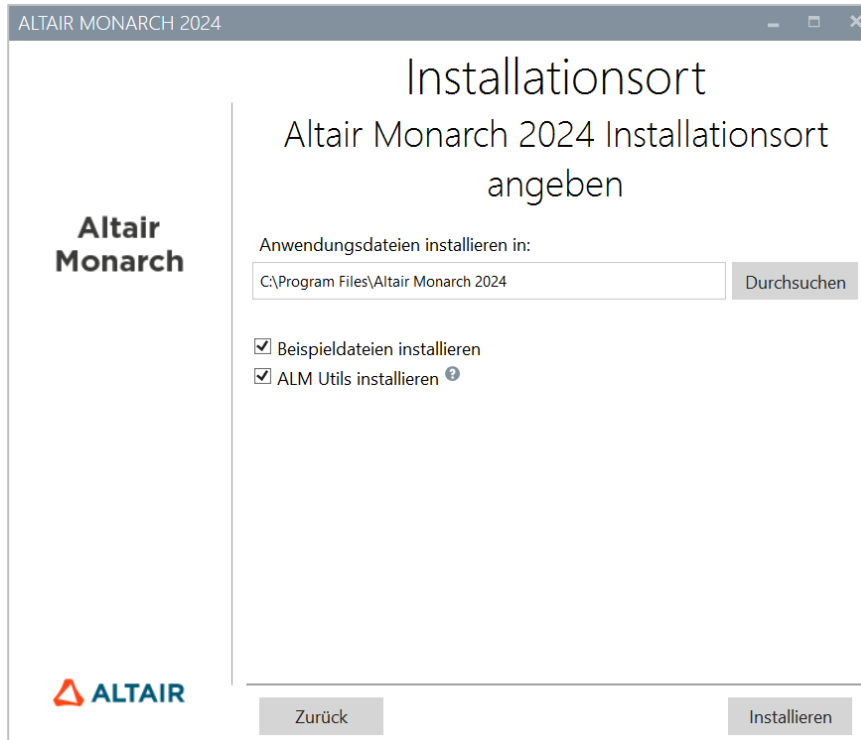 ALTAIR MONARCH 2024
Installationsort
Altair Monarch 2024 Installationsort
angeben
Altair
Monarch
Anwendungsdateien installieren in:
C:\Program Files\Altair Monarch 2024
Durchsuchen
Beispieldateien installieren
ALM Utils installieren ?
ALTAIR
Zurück
Installieren